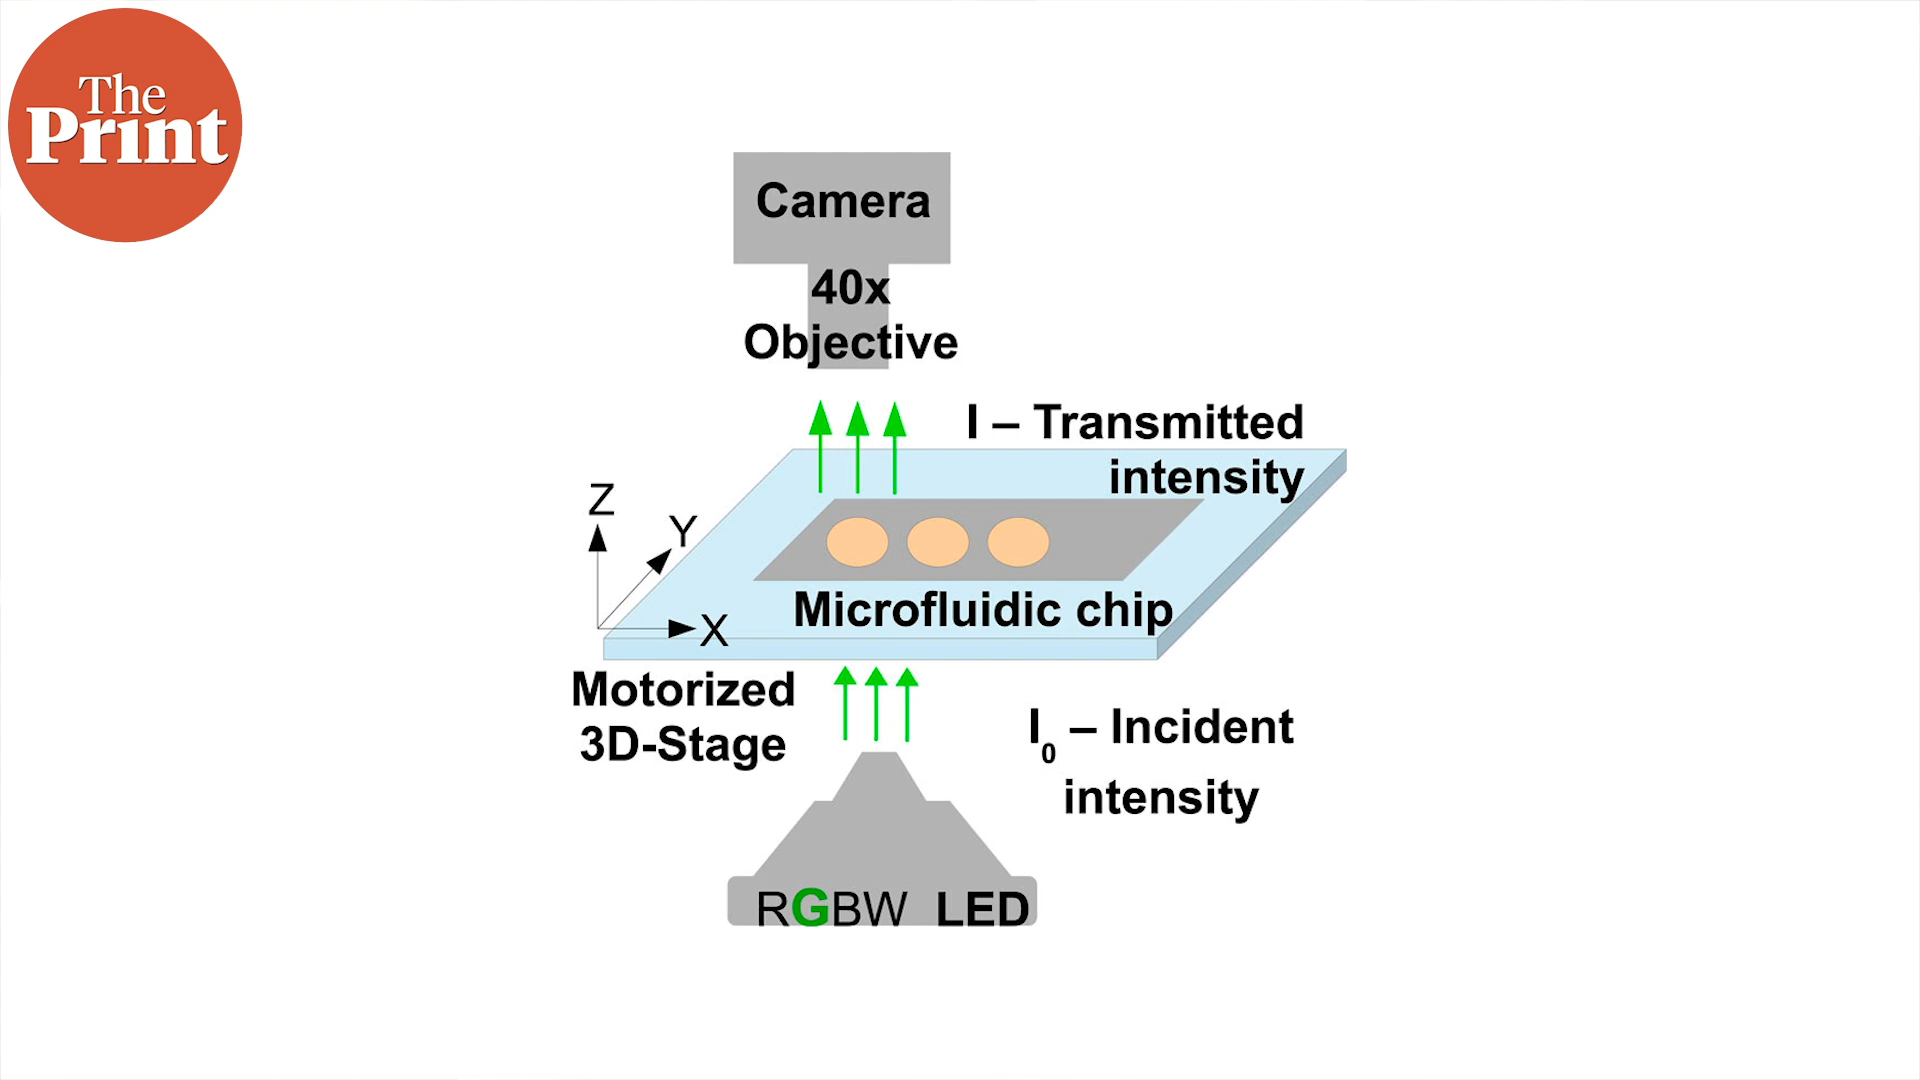 The
Print
Camera
40x
Objective
I – Transmitted
intensity
Z
Y
X
Microfluidic chip
Motorized
3D-Stage
I₀ – Incident
intensity
RGBW LED